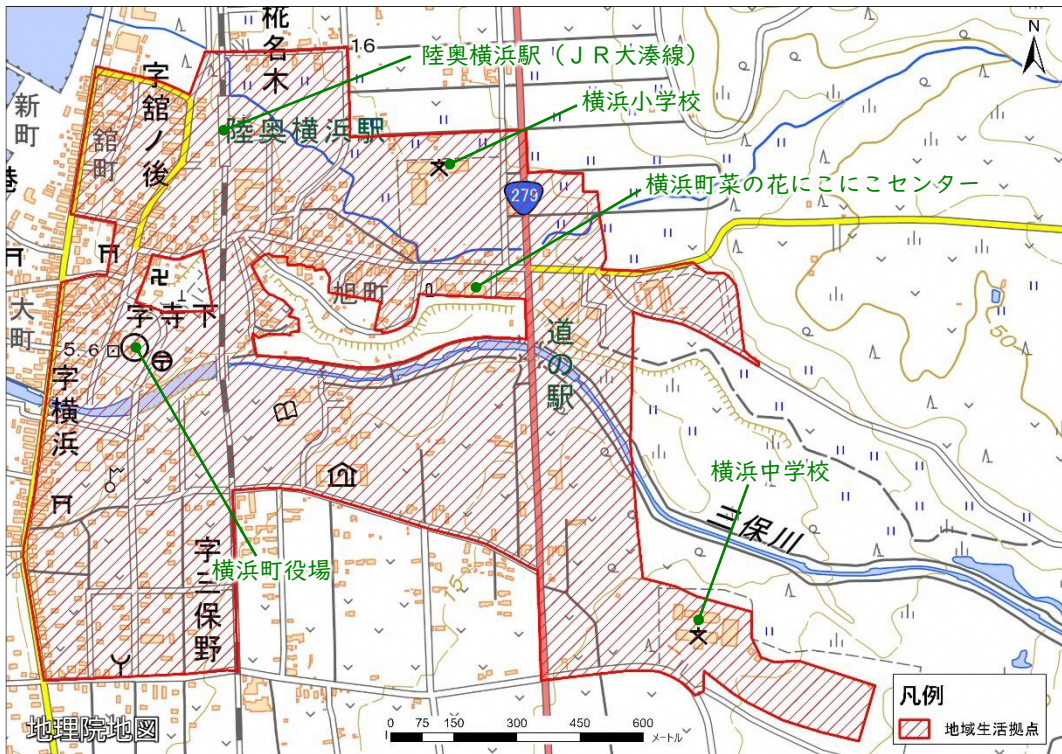 椛名木
16
N
陸奥横浜駅（ＪＲ大湊線）
新町
字舘ノ後
舘町
横浜小学校
陸奥横浜駅
港
279
横浜町菜の花にこにこセンター
旭町
大町
字寺下
5.6
道の駅
50
字横浜
横浜中学校
三保川
横浜町役場
字三保野
15
地理院地図
0 75 150 300 450 600
メートル
凡例
地域生活拠点